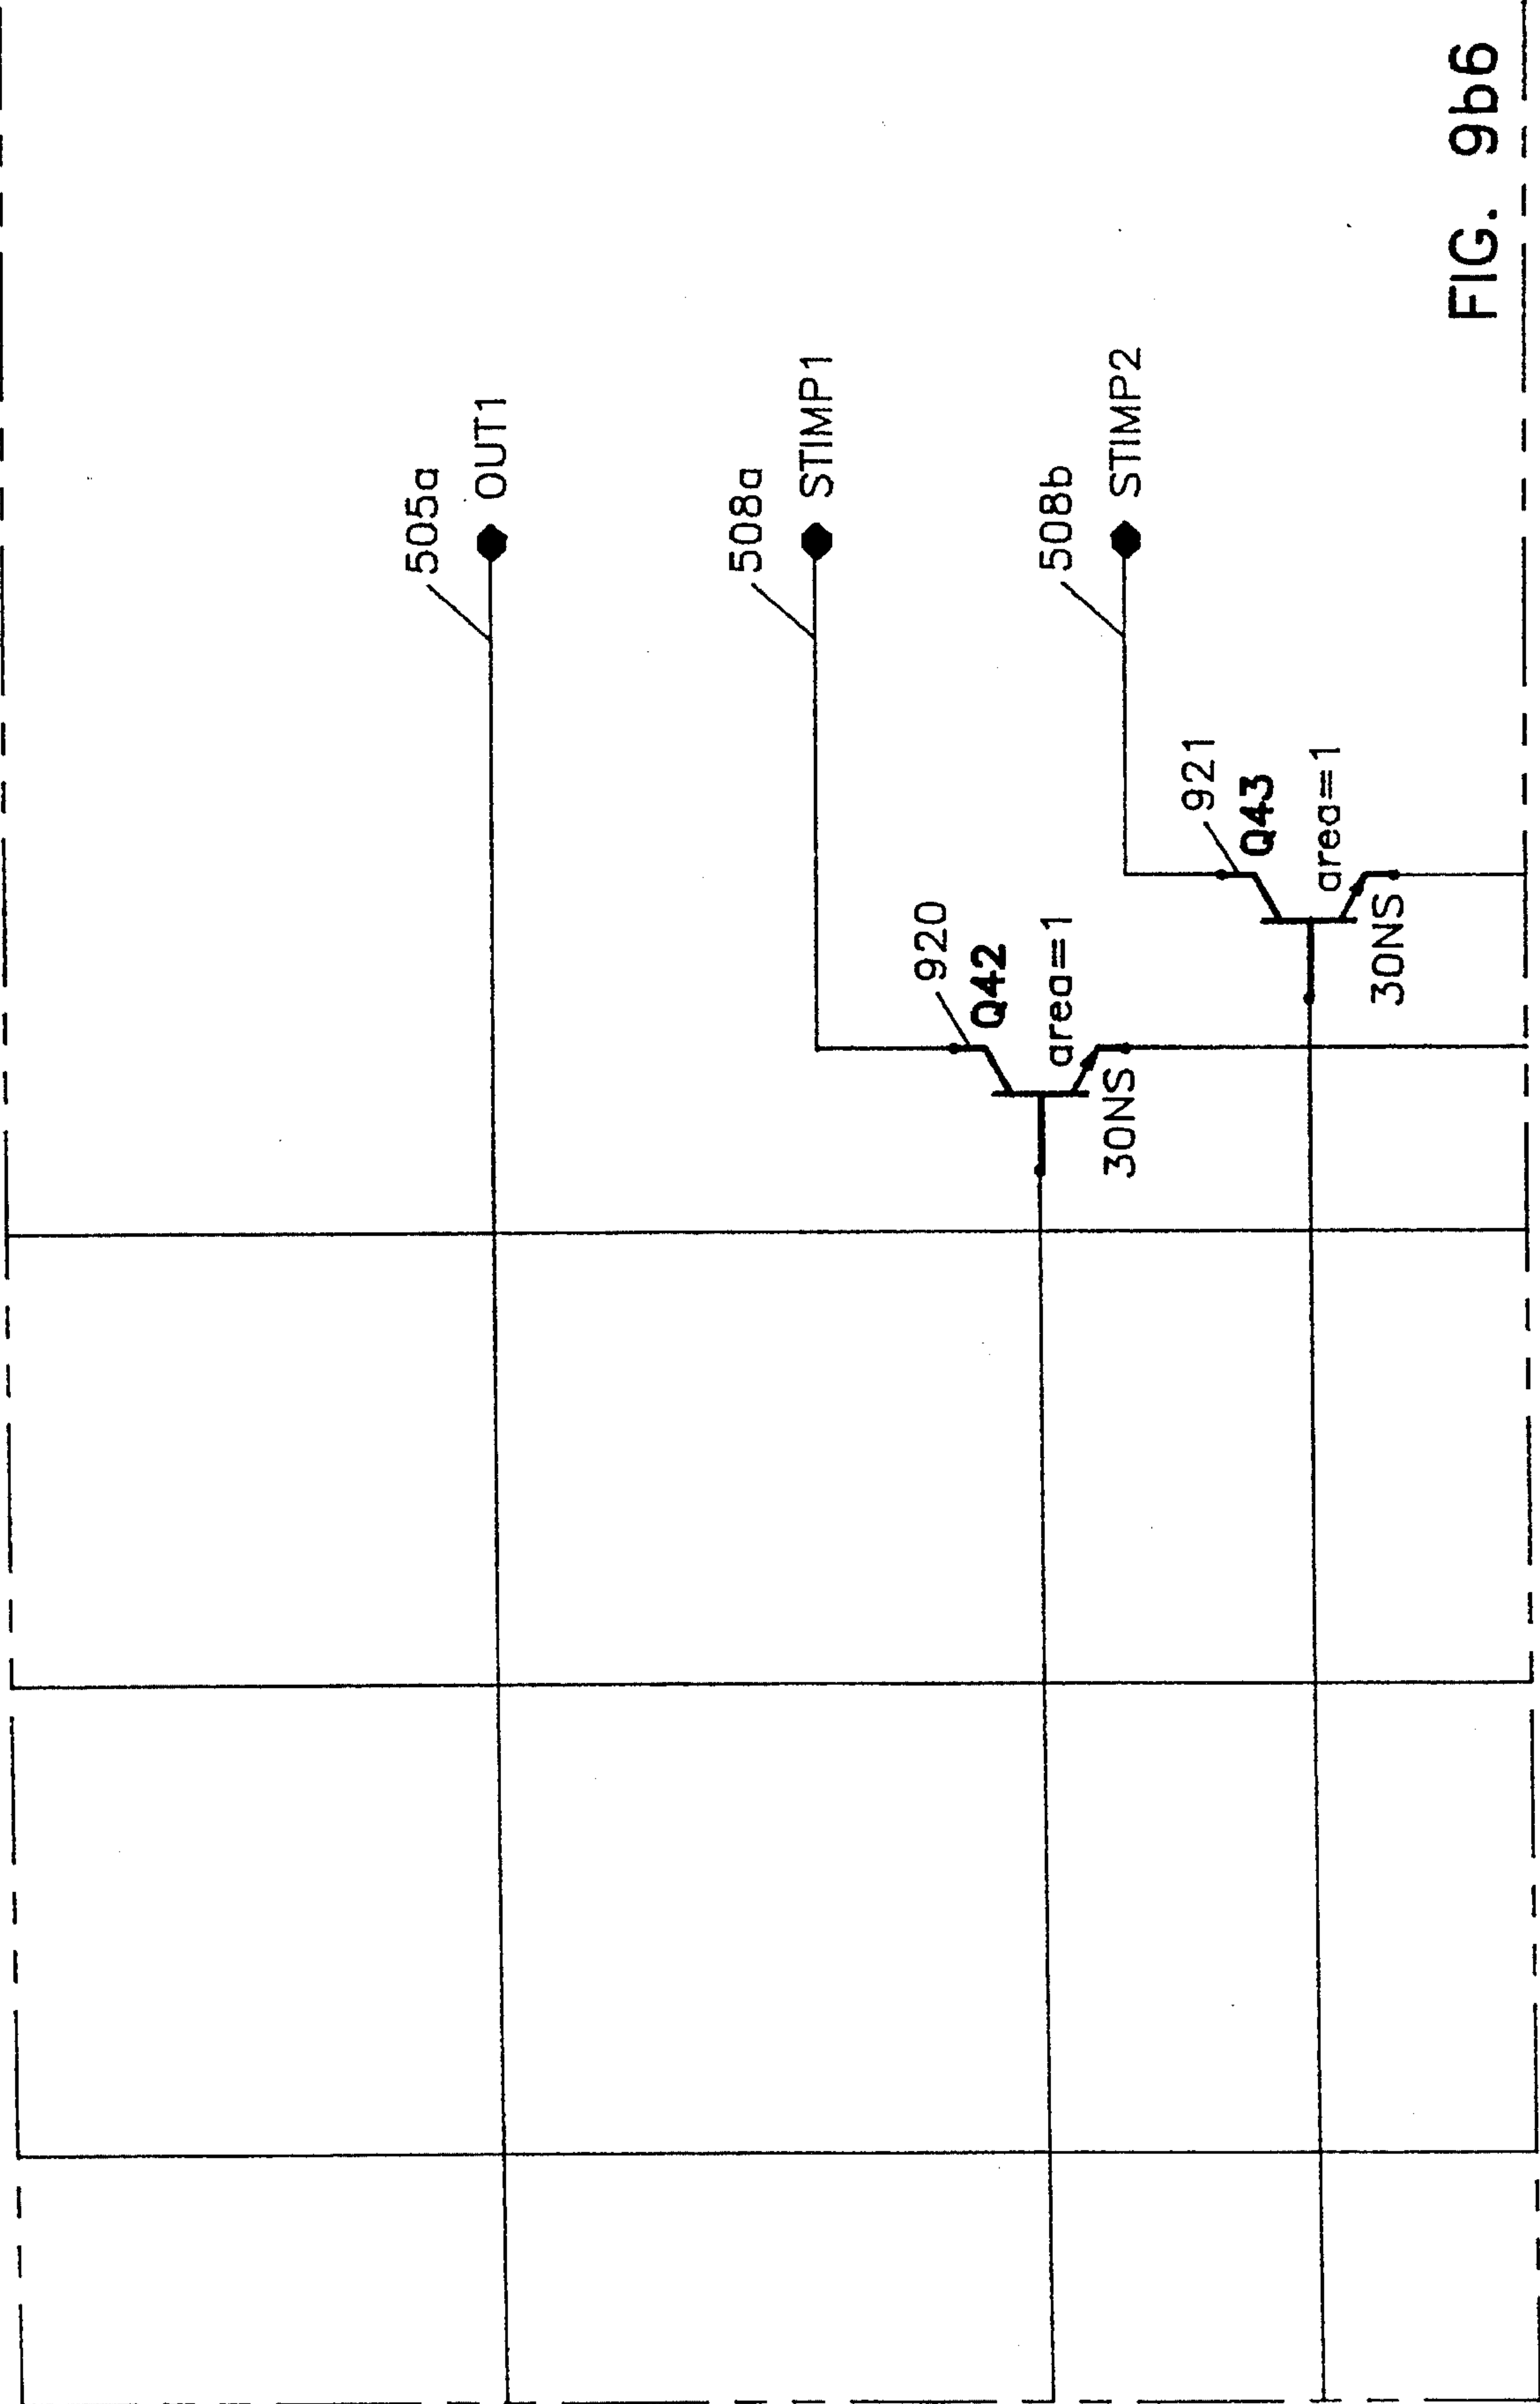 505a
OUT1
508a
STIMP1
508b
STIMP2
920
Q42
area=1
30NS
921
Q43
area=1
30NS
FIG. 9b6